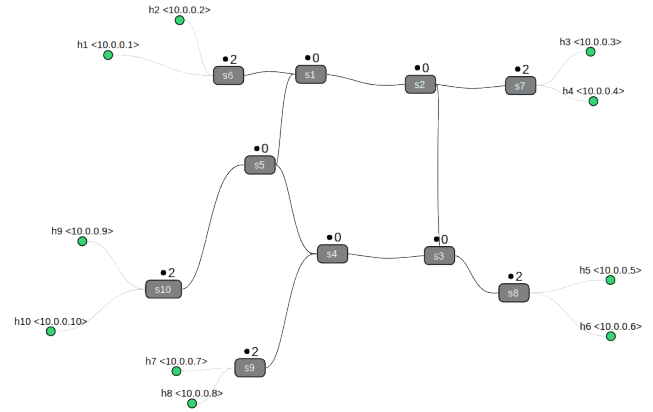 h2 <10.0.0.2>
h1 <10.0.0.1>
h3 <10.0.0.3>
2
s6
0
s1
0
s2
2
s7
h4 <10.0.0.4>
0
s5
h9 <10.0.0.9>
0
s4
0
s3
2
s10
2
s8
h5 <10.0.0.5>
h10 <10.0.0.10>
h6 <10.0.0.6>
h7 <10.0.0.7>
2
s9
h8 <10.0.0.8>